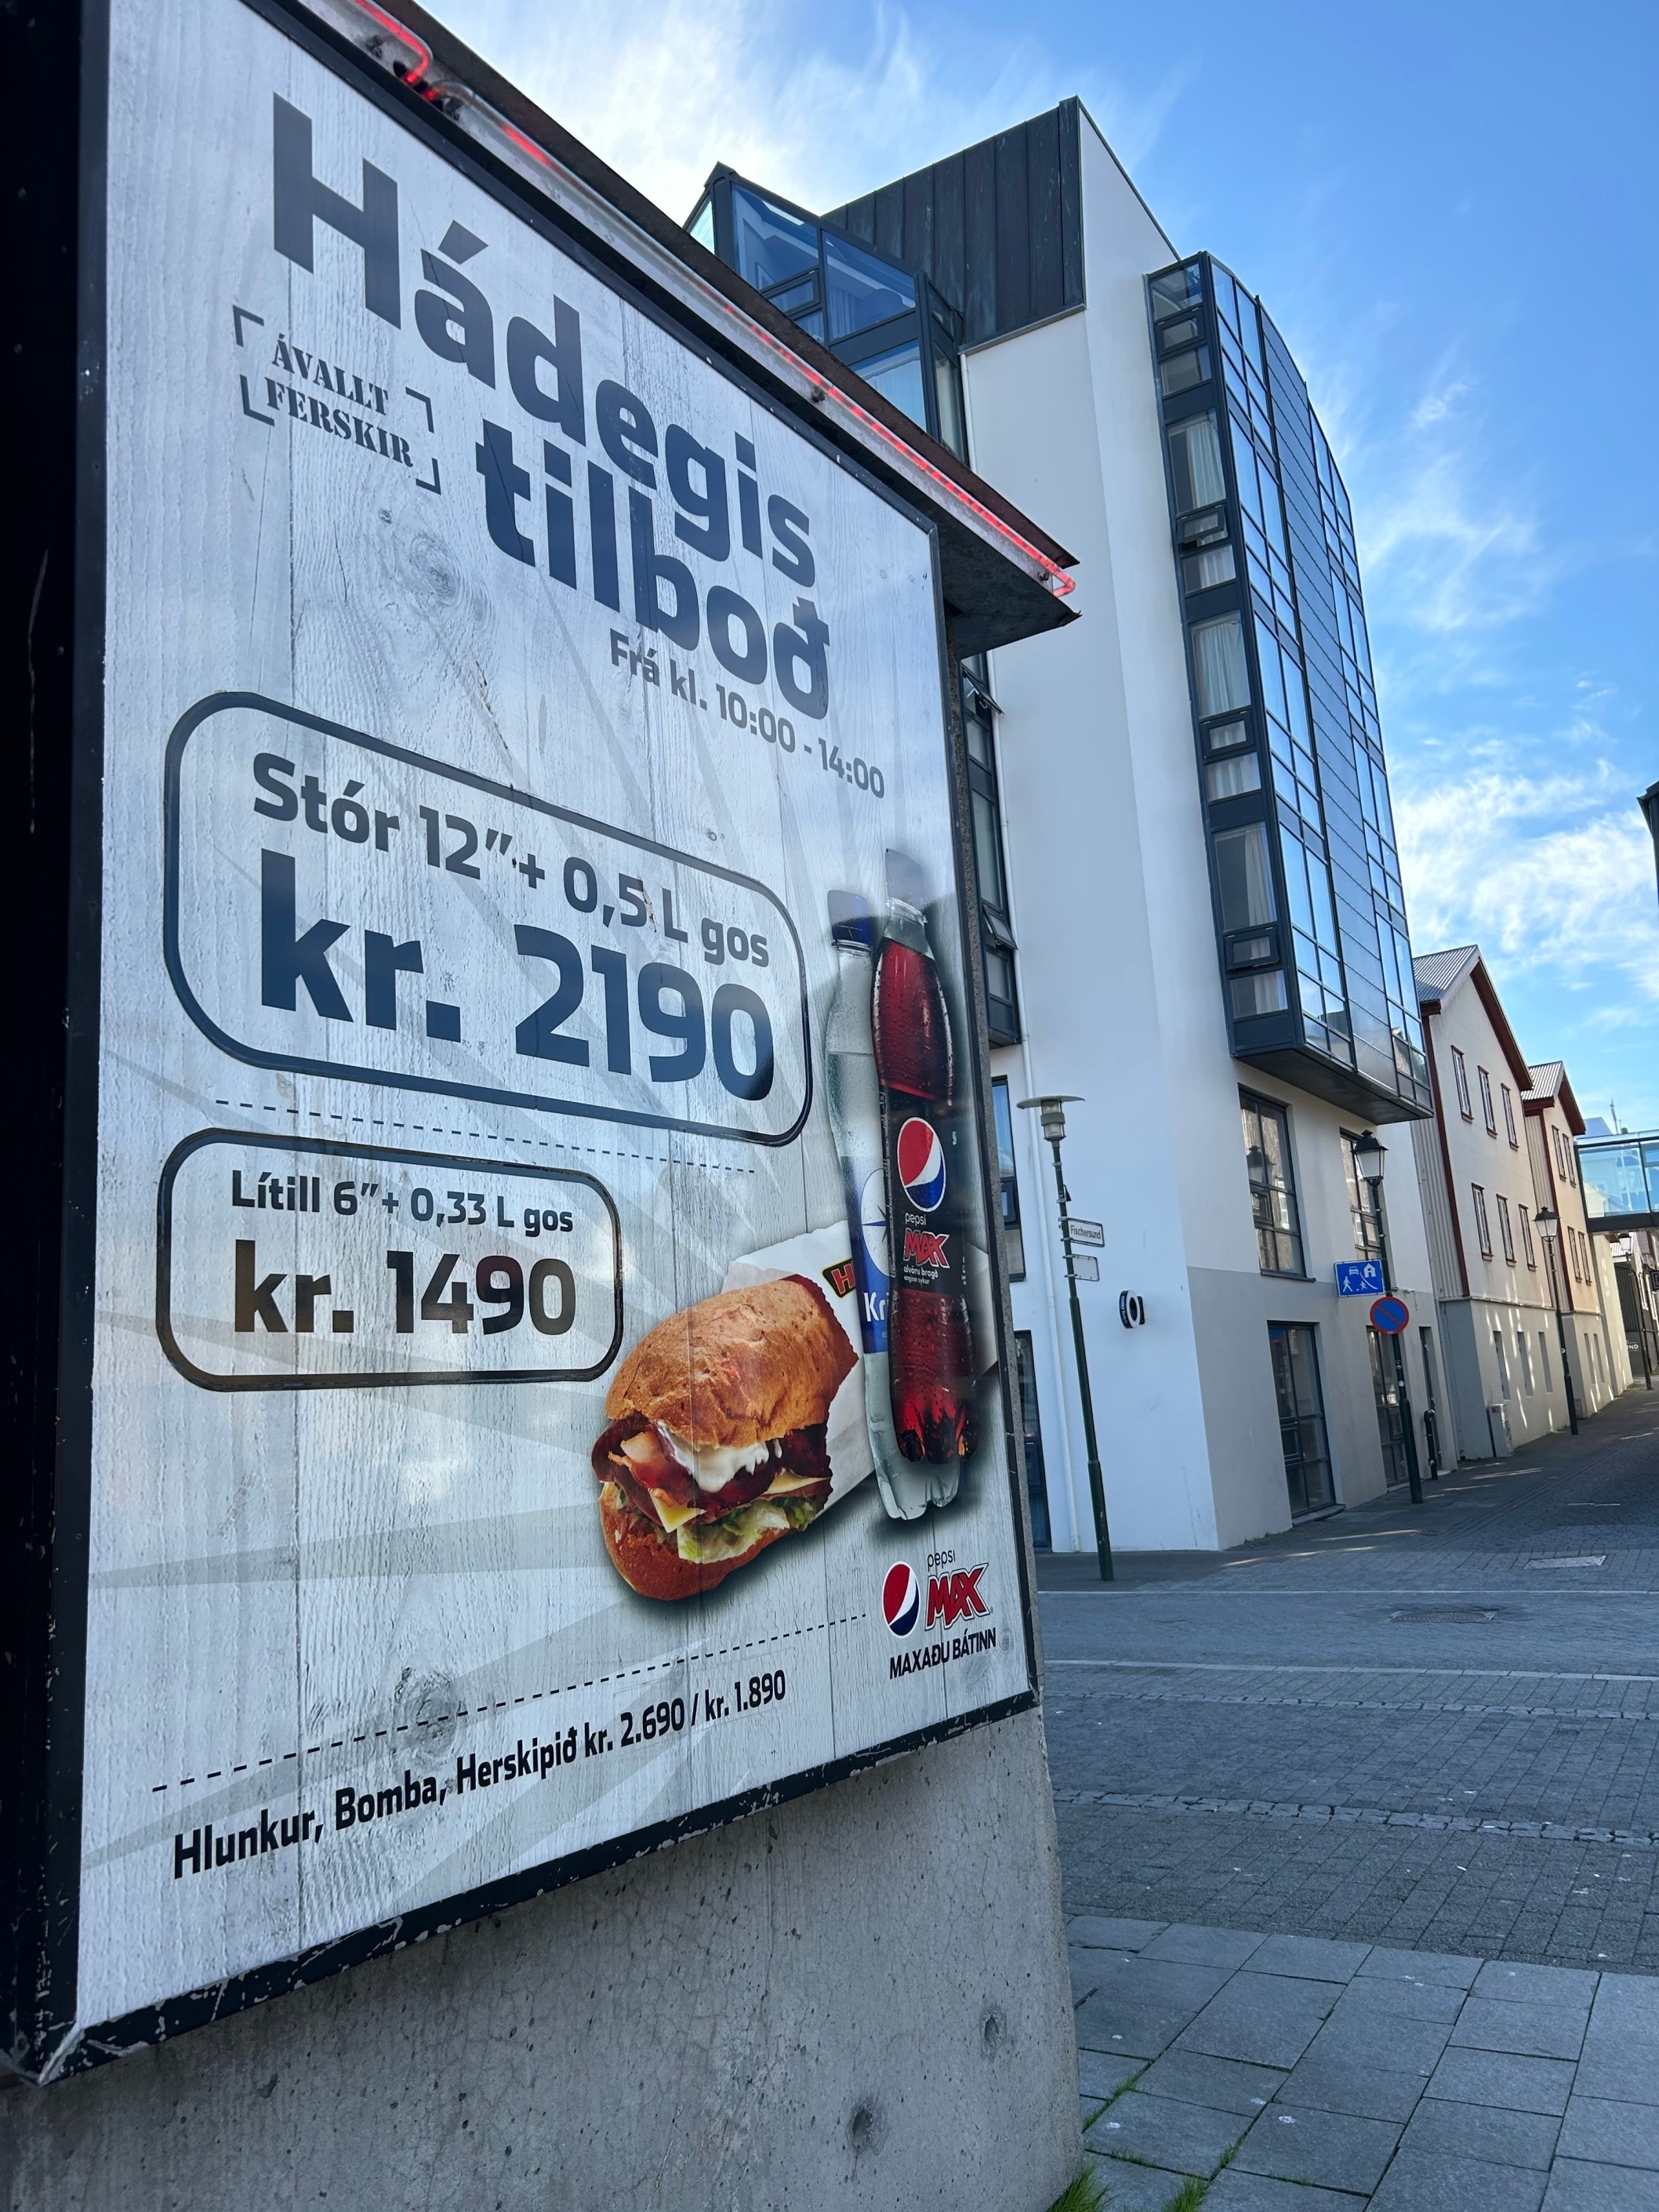 Hádegis
tilboð
ÁVALLT
FERSKIR
Frá kl. 10:00 - 14:00
Stór 12"+ 0,5 L gos
kr. 2190
Lítill 6"+ 0,33 L gos
kr. 1490
pepsi
MAX
pepsi
MAX
MAXAÐU BÁTINN
Hlunkur, Bomba, Herskipið kr. 2.690 / kr. 1.890
Fischersund